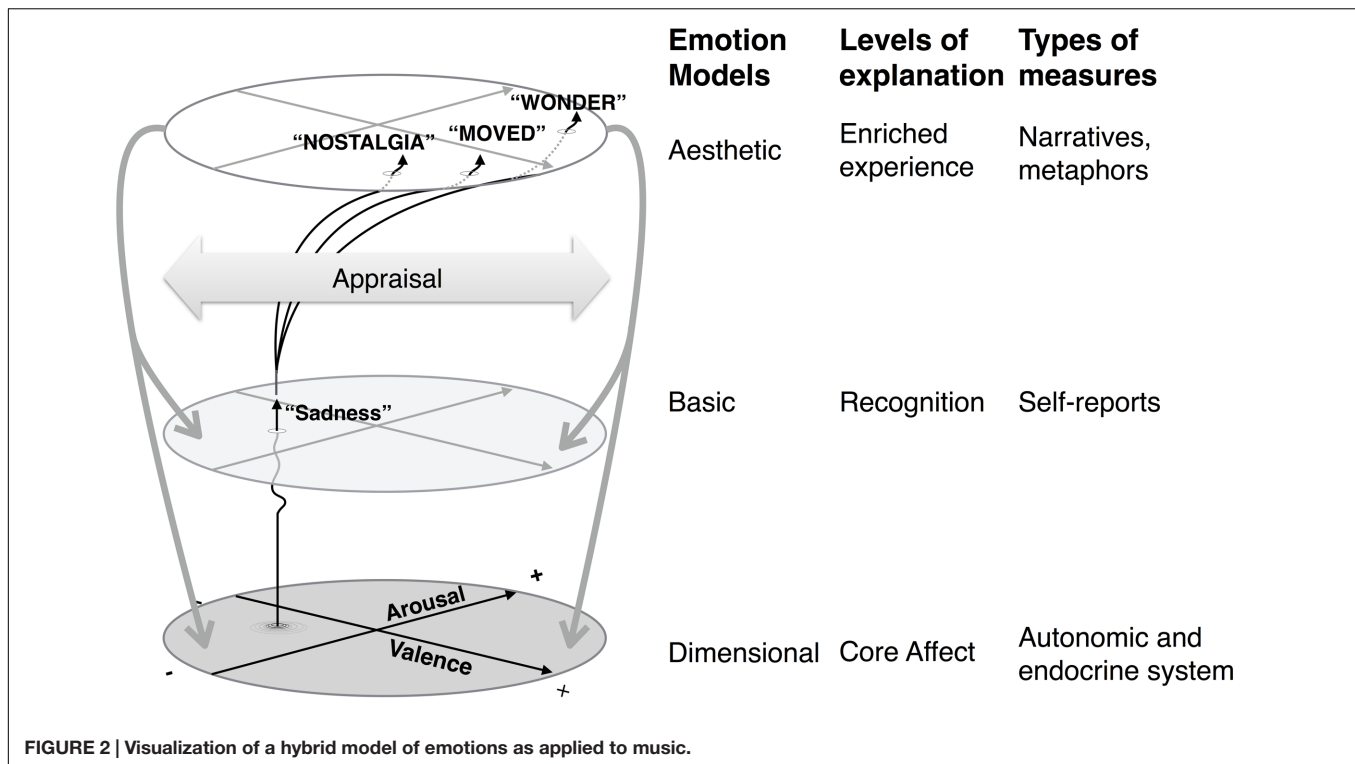 Emotion Models
Levels of explanation
Types of measures
“WONDER”
“NOSTALGIA”
“MOVED”
Aesthetic
Enriched experience
Narratives, metaphors
Appraisal
“Sadness”
Basic
Recognition
Self-reports
-
+
Arousal
Valence
-
+
Dimensional
Core Affect
Autonomic and endocrine system
FIGURE 2 | Visualization of a hybrid model of emotions as applied to music.